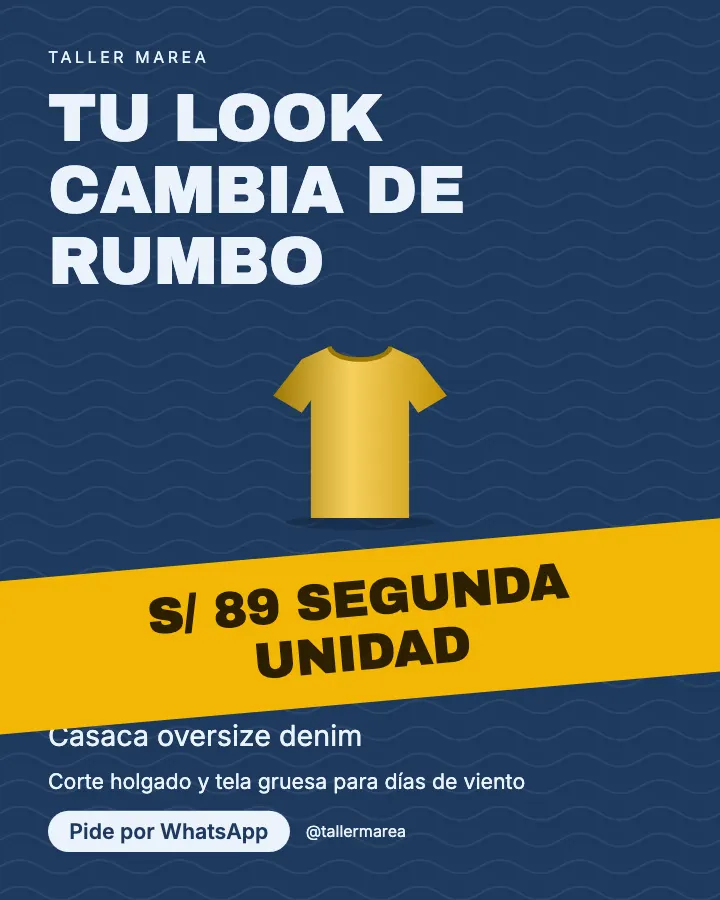 TALLER MAREA
TU LOOK
CAMBIA DE
RUMBO
S/ 89 SEGUNDA
UNIDAD
Casaca oversize denim
Corte holgado y tela gruesa para días de viento
Pide por WhatsApp
@tallermarea